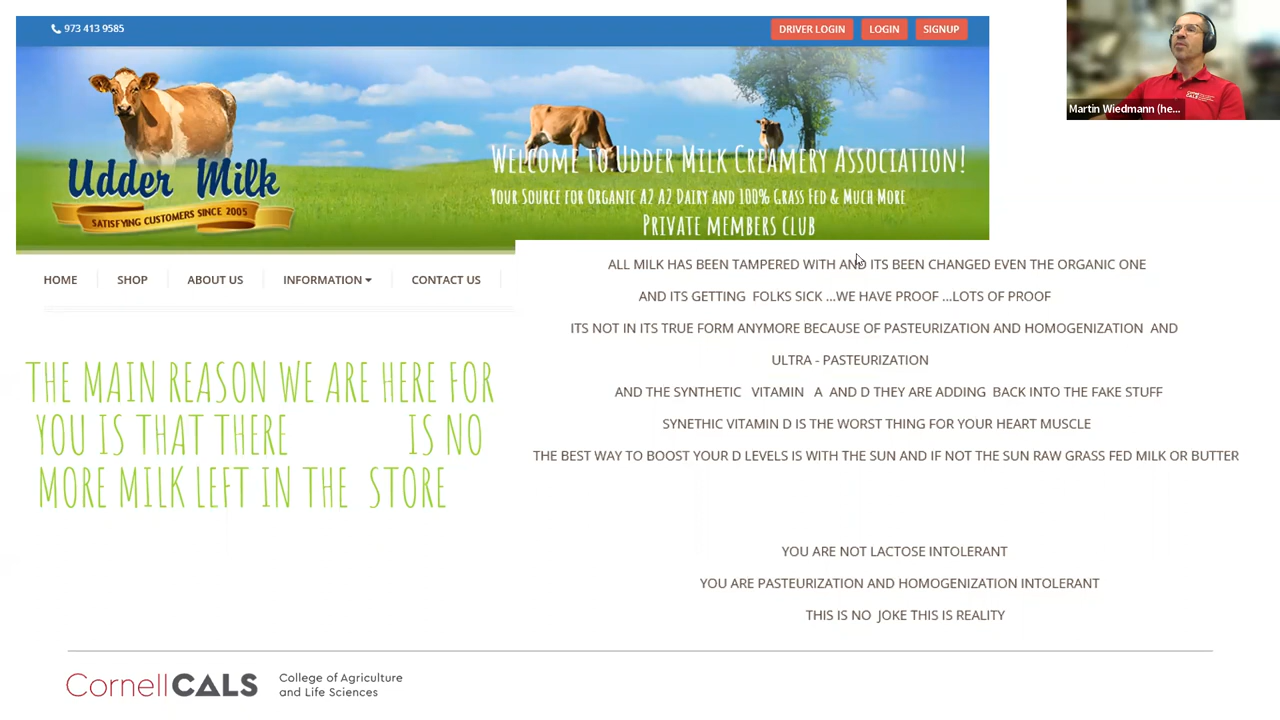 973 413 9585
DRIVER LOGIN
LOGIN
SIGNUP
Martin Wiedmann (he...
Udder Milk
SATISFYING CUSTOMERS SINCE 2005
WELCOME TO UDDER MILK CREAMERY ASSOCIATION!
YOUR SOURCE FOR ORGANIC A2 A2 DAIRY AND 100% GRASS FED & MUCH MORE
PRIVATE MEMBERS CLUB
HOME
SHOP
ABOUT US
INFORMATION
CONTACT US
THE MAIN REASON WE ARE HERE FOR
YOU IS THAT THERE IS NO
MORE MILK LEFT IN THE STORE
ALL MILK HAS BEEN TAMPERED WITH AND ITS BEEN CHANGED EVEN THE ORGANIC ONE
AND ITS GETTING FOLKS SICK ...WE HAVE PROOF ...LOTS OF PROOF
ITS NOT IN ITS TRUE FORM ANYMORE BECAUSE OF PASTEURIZATION AND HOMOGENIZATION AND
ULTRA - PASTEURIZATION
AND THE SYNTHETIC VITAMIN A AND D THEY ARE ADDING BACK INTO THE FAKE STUFF
SYNETHIC VITAMIN D IS THE WORST THING FOR YOUR HEART MUSCLE
THE BEST WAY TO BOOST YOUR D LEVELS IS WITH THE SUN AND IF NOT THE SUN RAW GRASS FED MILK OR BUTTER
YOU ARE NOT LACTOSE INTOLERANT
YOU ARE PASTEURIZATION AND HOMOGENIZATION INTOLERANT
THIS IS NO JOKE THIS IS REALITY
CornellCALS
College of Agriculture
and Life Sciences